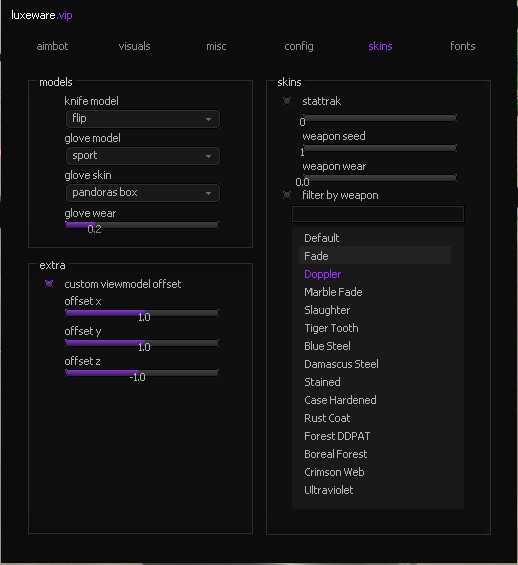 luxeware.vip
aimbot visuals misc config skins fonts
models
knife model
flip
glove model
sport
glove skin
pandoras box
glove wear
0.2
extra
custom viewmodel offset
offset x
1.0
offset y
1.0
offset z
-1.0
skins
stattrak
0
weapon seed
1
weapon wear
0.0
filter by weapon
Default
Fade
Doppler
Marble Fade
Slaughter
Tiger Tooth
Blue Steel
Damascus Steel
Stained
Case Hardened
Rust Coat
Forest DDPAT
Boreal Forest
Crimson Web
Ultraviolet